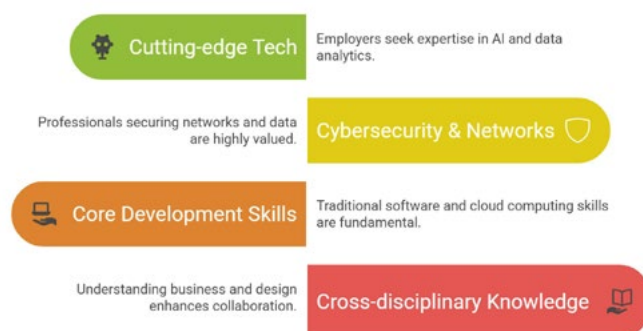 Cutting-edge Tech
Employers seek expertise in AI and data
analytics.
Professionals securing networks and data
are highly valued.
Cybersecurity & Networks
Core Development Skills
Traditional software and cloud computing skills
are fundamental.
Understanding business and design
enhances collaboration.
Cross-disciplinary Knowledge